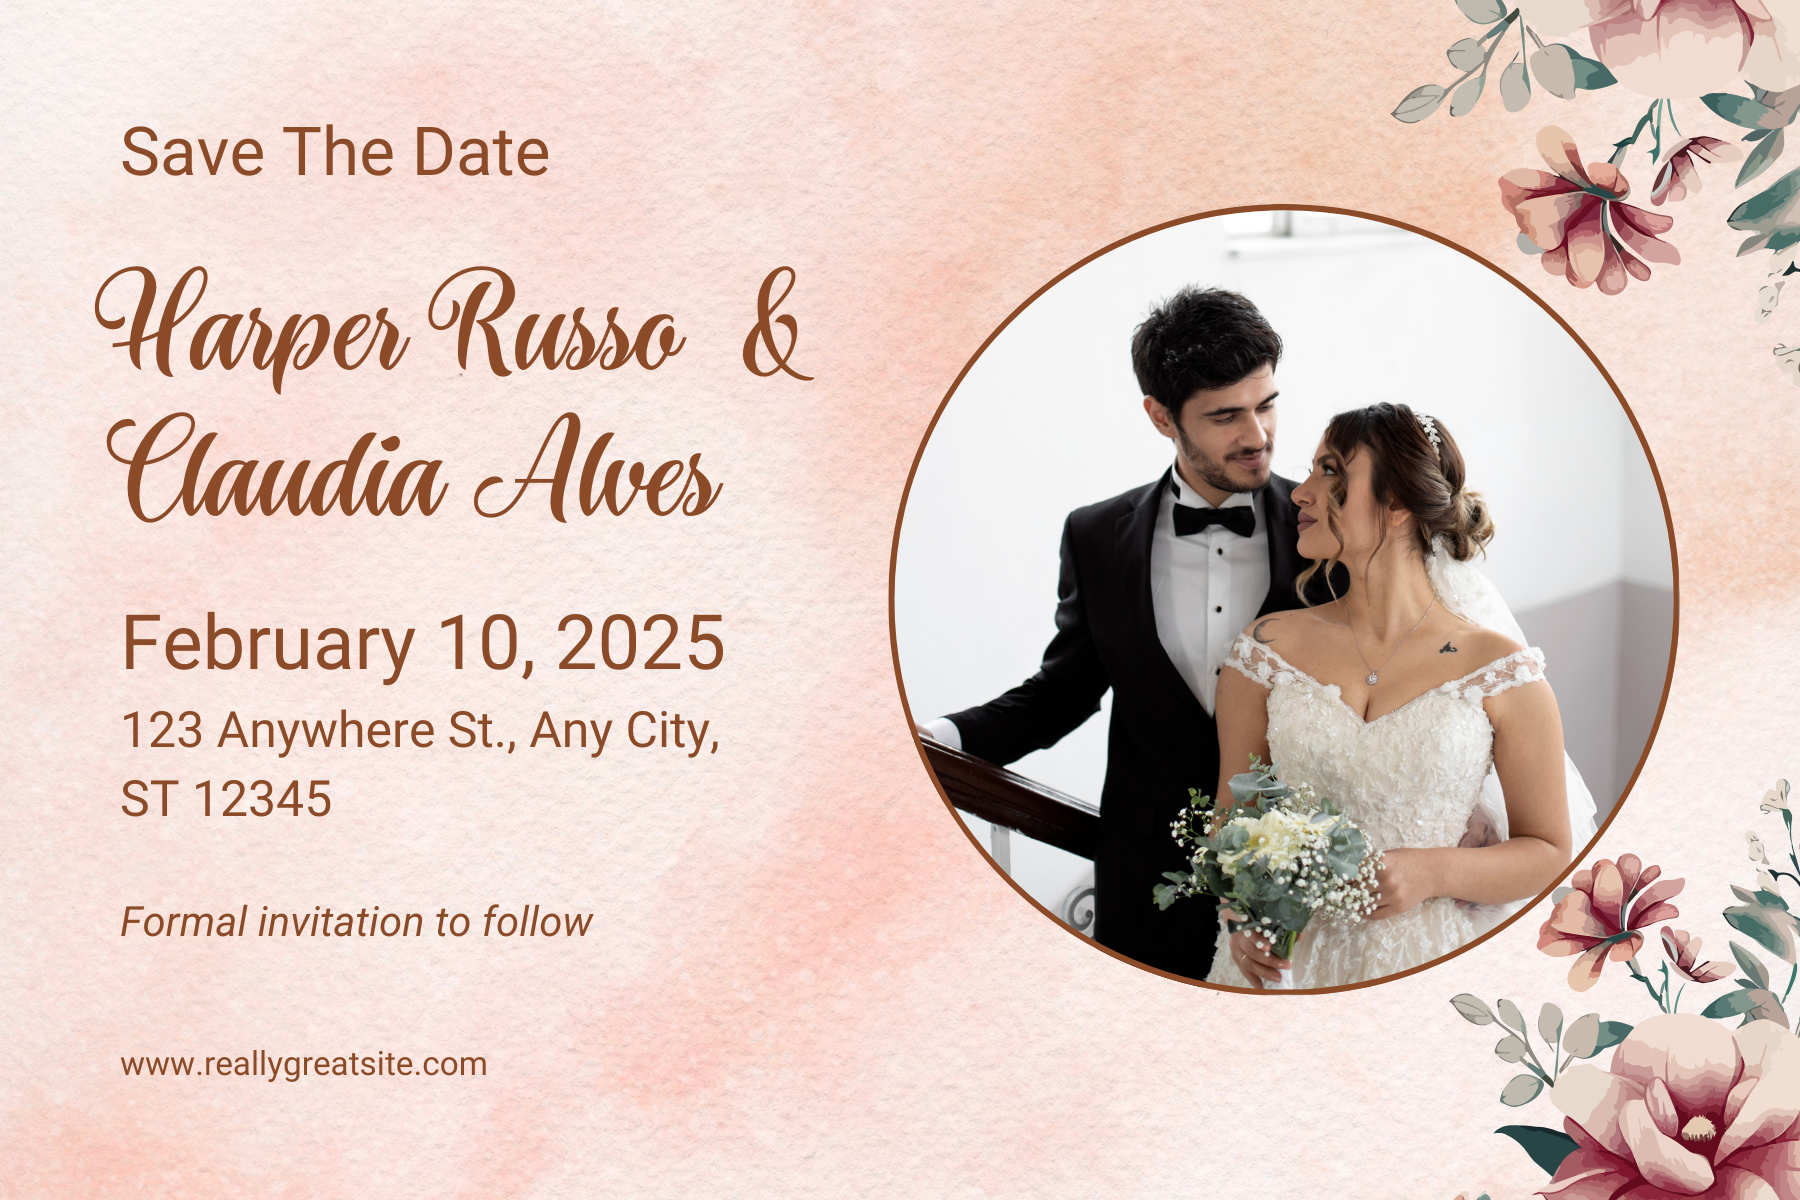 Save The Date
Harper Russo &
Claudia Alves
February 10, 2025
123 Anywhere St., Any City,
ST 12345
Formal invitation to follow
www.reallygreatsite.com